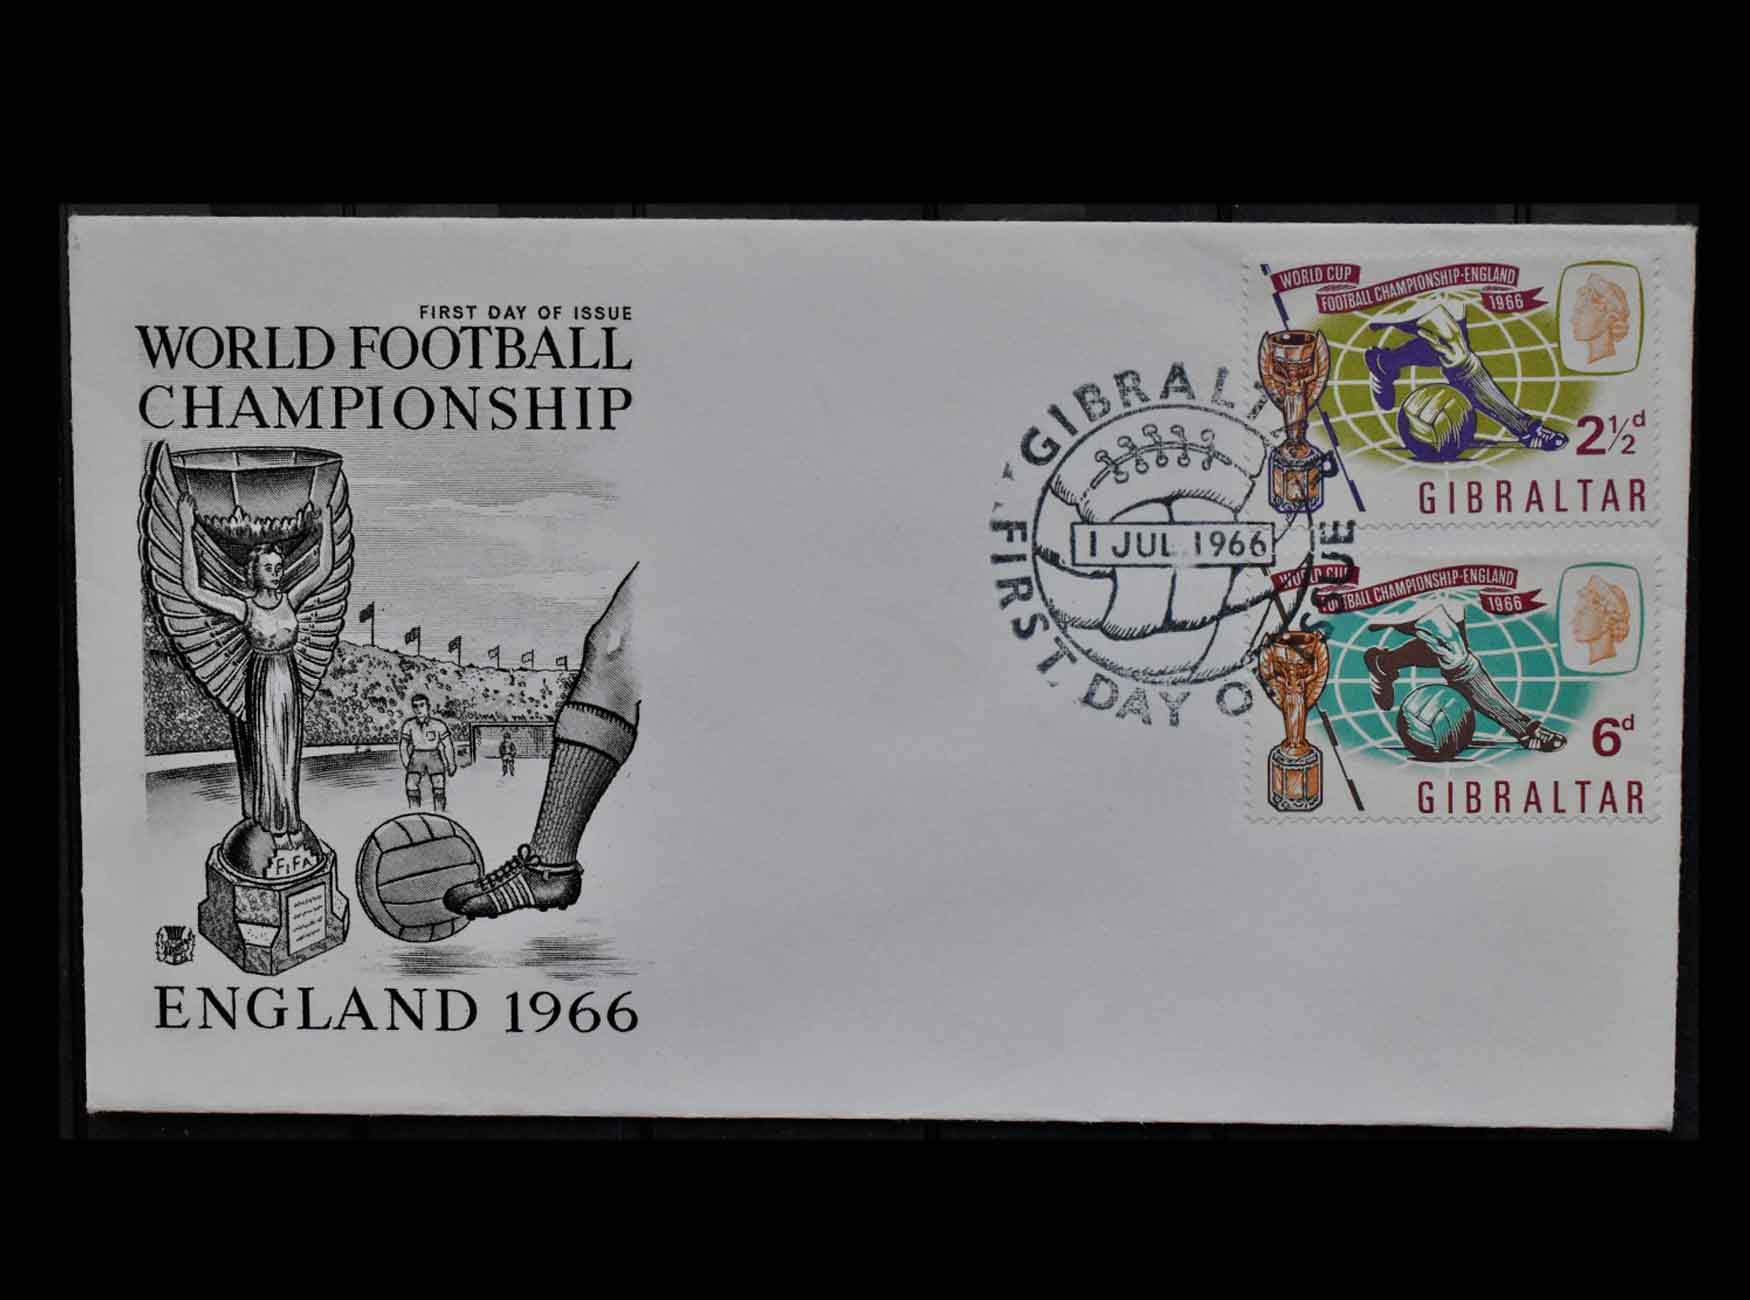 FIRST DAY OF ISSUE
WORLD FOOTBALL
CHAMPIONSHIP
FIFA
ENGLAND 1966
GIBRALTAR
1 JUL 1966
FIRST DAY OF ISSUE
WORLD CUP
FOOTBALL CHAMPIONSHIP-ENGLAND
1966
2½d
GIBRALTAR
WORLD CUP
FOOTBALL CHAMPIONSHIP-ENGLAND
1966
6d
GIBRALTAR